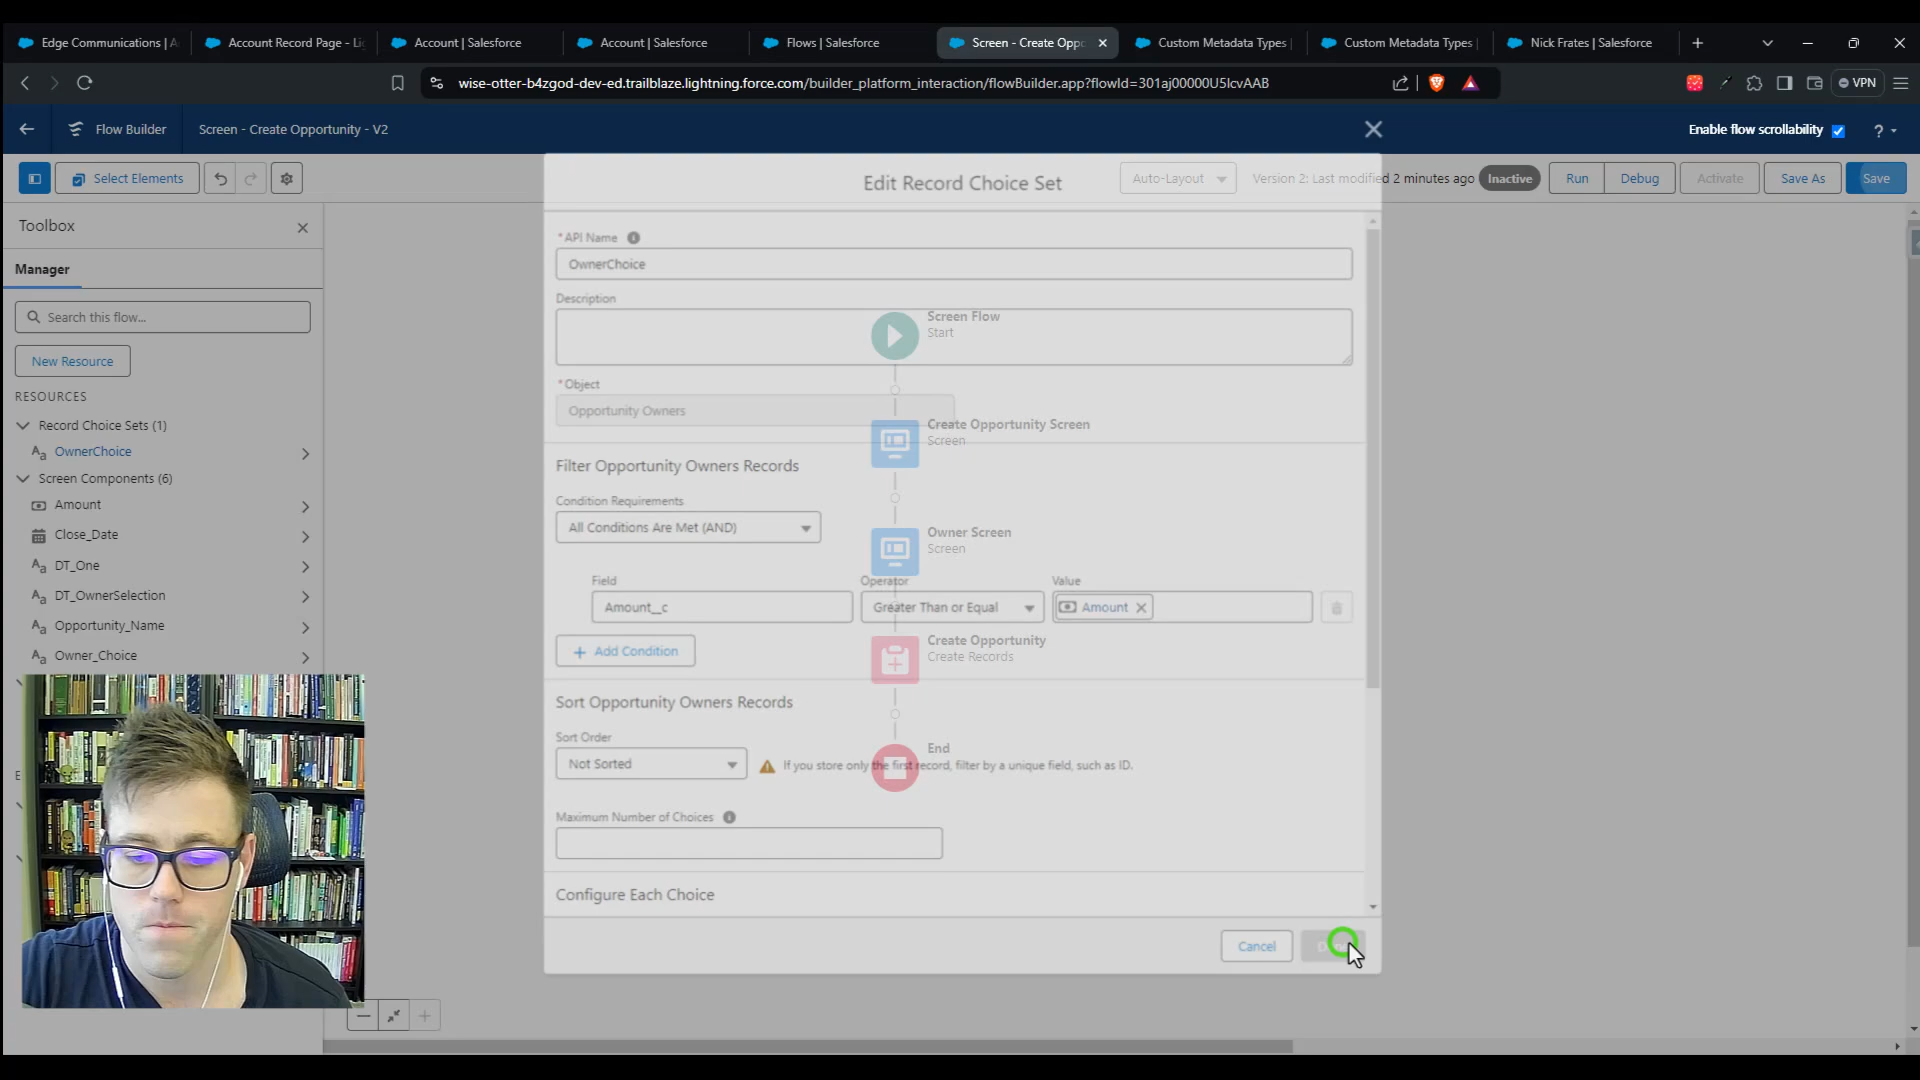 Edge Communications | A
Account Record Page - Li
Account | Salesforce
Account | Salesforce
Flows | Salesforce
Screen - Create Oppo
Custom Metadata Types
Custom Metadata Types
Nick Frates | Salesforce
wise-otter-b4zgod-dev-ed.trailblaze.lightning.force.com/builder_platform_interaction/flowBuilder.app?flowId=301aj00000U5IcvAAB
VPN
Flow Builder
Screen - Create Opportunity - V2
Enable flow scrollability
?
Select Elements
Edit Record Choice Set
Auto-Layout
Version 2: Last modified 2 minutes ago
Inactive
Run
Debug
Activate
Save As
Save
Toolbox
Manager
Search this flow...
New Resource
RESOURCES
Record Choice Sets (1)
OwnerChoice
Screen Components (6)
Amount
Close_Date
DT_One
DT_OwnerSelection
Opportunity_Name
Owner_Choice
E
* API Name
OwnerChoice
Description
Screen Flow
Start
* Object
Opportunity Owners
Create Opportunity Screen
Screen
Filter Opportunity Owners Records
Condition Requirements
All Conditions Are Met (AND)
Owner Screen
Screen
Field
Operator
Value
Amount__c
Greater Than or Equal
Amount
Create Opportunity
Create Records
Add Condition
Sort Opportunity Owners Records
Sort Order
Not Sorted
End
If you store only the first record, filter by a unique field, such as ID.
Maximum Number of Choices
Configure Each Choice
Cancel